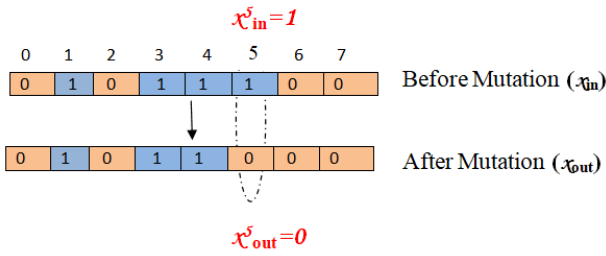 x⁵in=1
0 1 2 3 4 5 6 7
0 1 0 1 1 1 0 0 Before Mutation (xin)
0 1 0 1 1 0 0 0 After Mutation (xout)
x⁵out=0